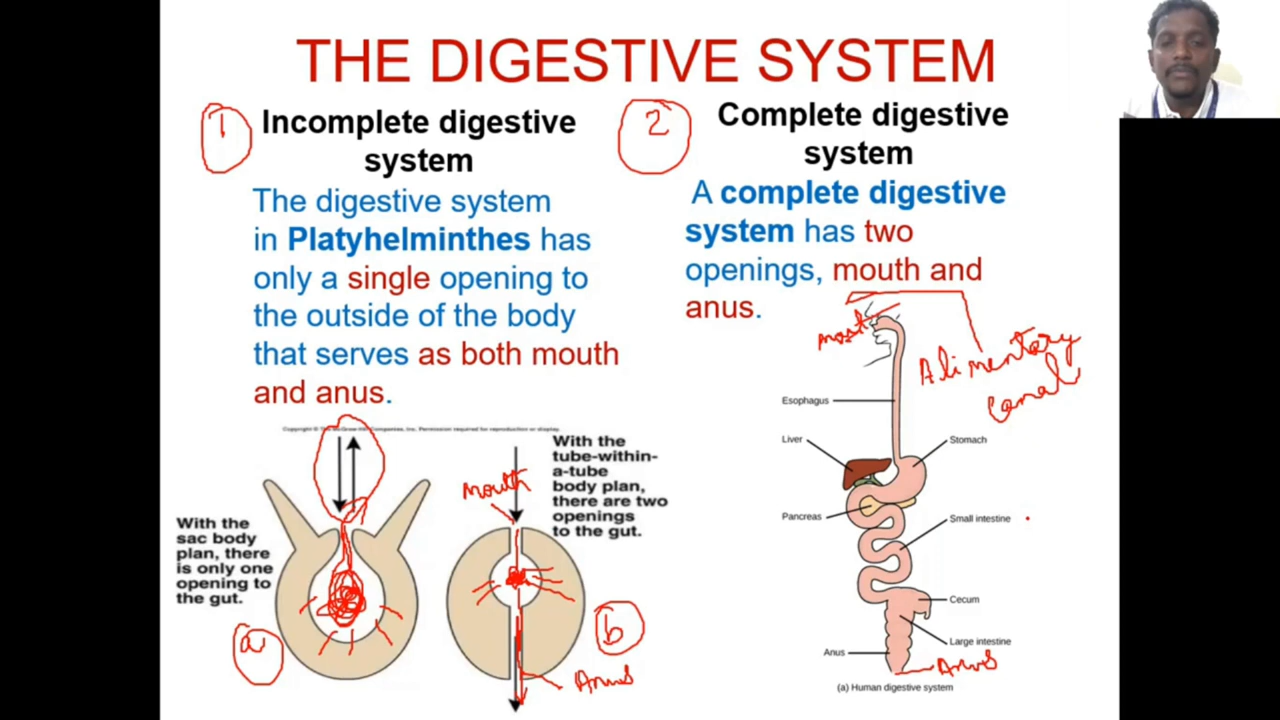 THE DIGESTIVE SYSTEM
1
Incomplete digestive
system
The digestive system
in Platyhelminthes has
only a single opening to
the outside of the body
that serves as both mouth
and anus.
2
Complete digestive
system
A complete digestive
system has two
openings, mouth and
anus.
With the
sac body
plan, there
is only one
opening to
the gut.
a
mouth
With the
tube-within-
a-tube
body plan,
there are two
openings
to the gut.
b
Anus
Alimentary
canal
Esophagus
Liver
Stomach
Pancreas
Small intestine
Cecum
Large intestine
Anus
Anus
(a) Human digestive system